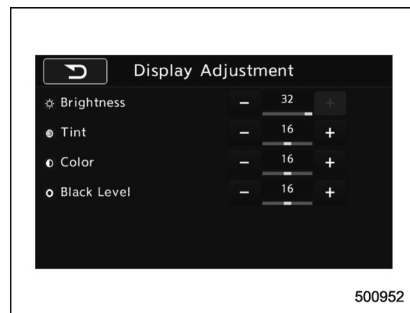 Display Adjustment
Brightness - 32 +
Tint - 16 +
Color - 16 +
Black Level - 16 +
500952